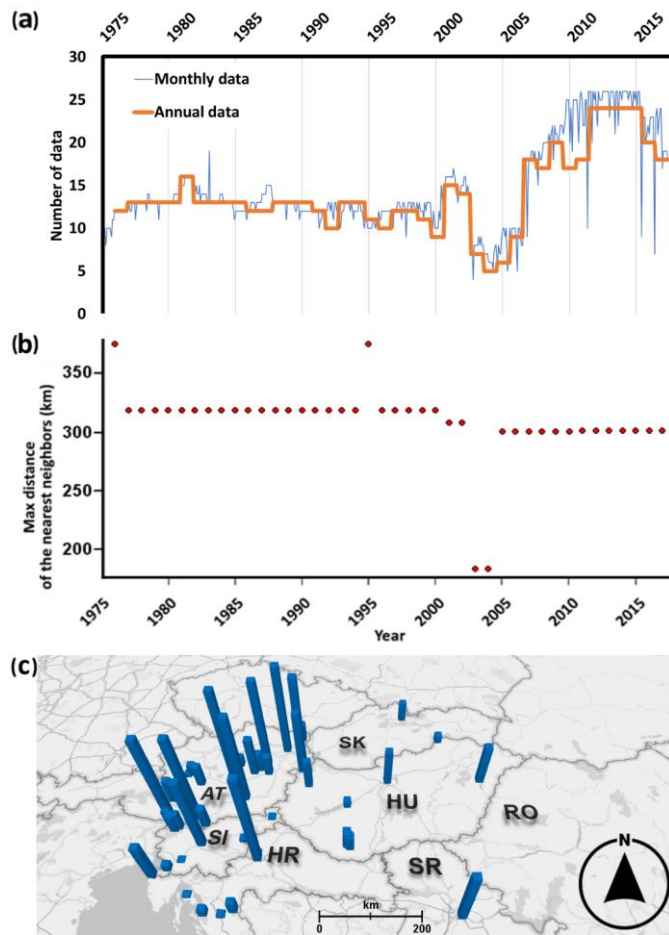 (a)
1975 1980 1985 1990 1995 2000 2005 2010 2015
30
25
20
15
10
5
0
Number of data
Monthly data
Annual data
(b)
350
300
250
200
Max distance
of the nearest neighbors (km)
1975 1980 1985 1990 1995 2000 2005 2010 2015
Year
(c)
SK
AT
HU
RO
SI
HR
SR
N
km
0 200